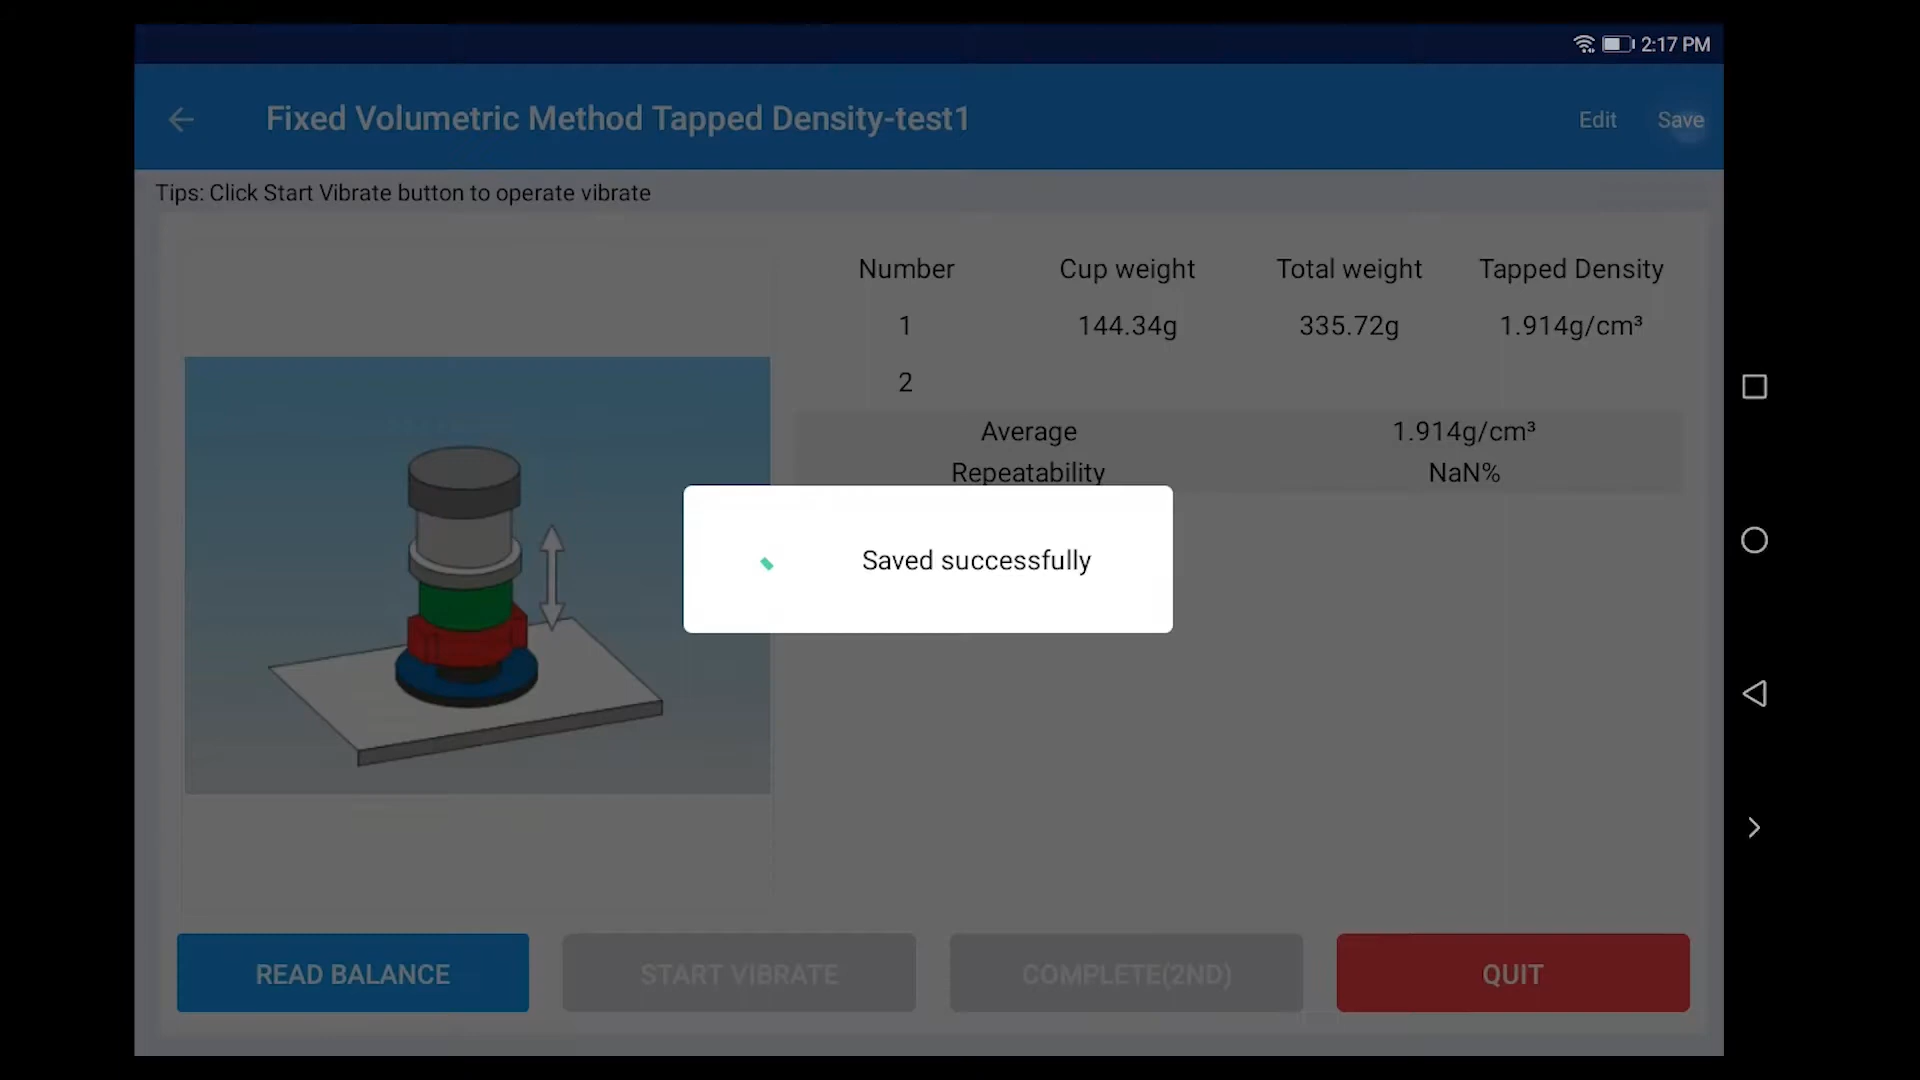 2:17 PM
Fixed Volumetric Method Tapped Density-test1 Edit Save
Tips: Click Start Vibrate button to operate vibrate
Number Cup weight Total weight Tapped Density
1 144.34g 335.72g 1.914g/cm³
2
Average 1.914g/cm³
Repeatability NaN%
Saved successfully
READ BALANCE START VIBRATE COMPLETE(2ND) QUIT